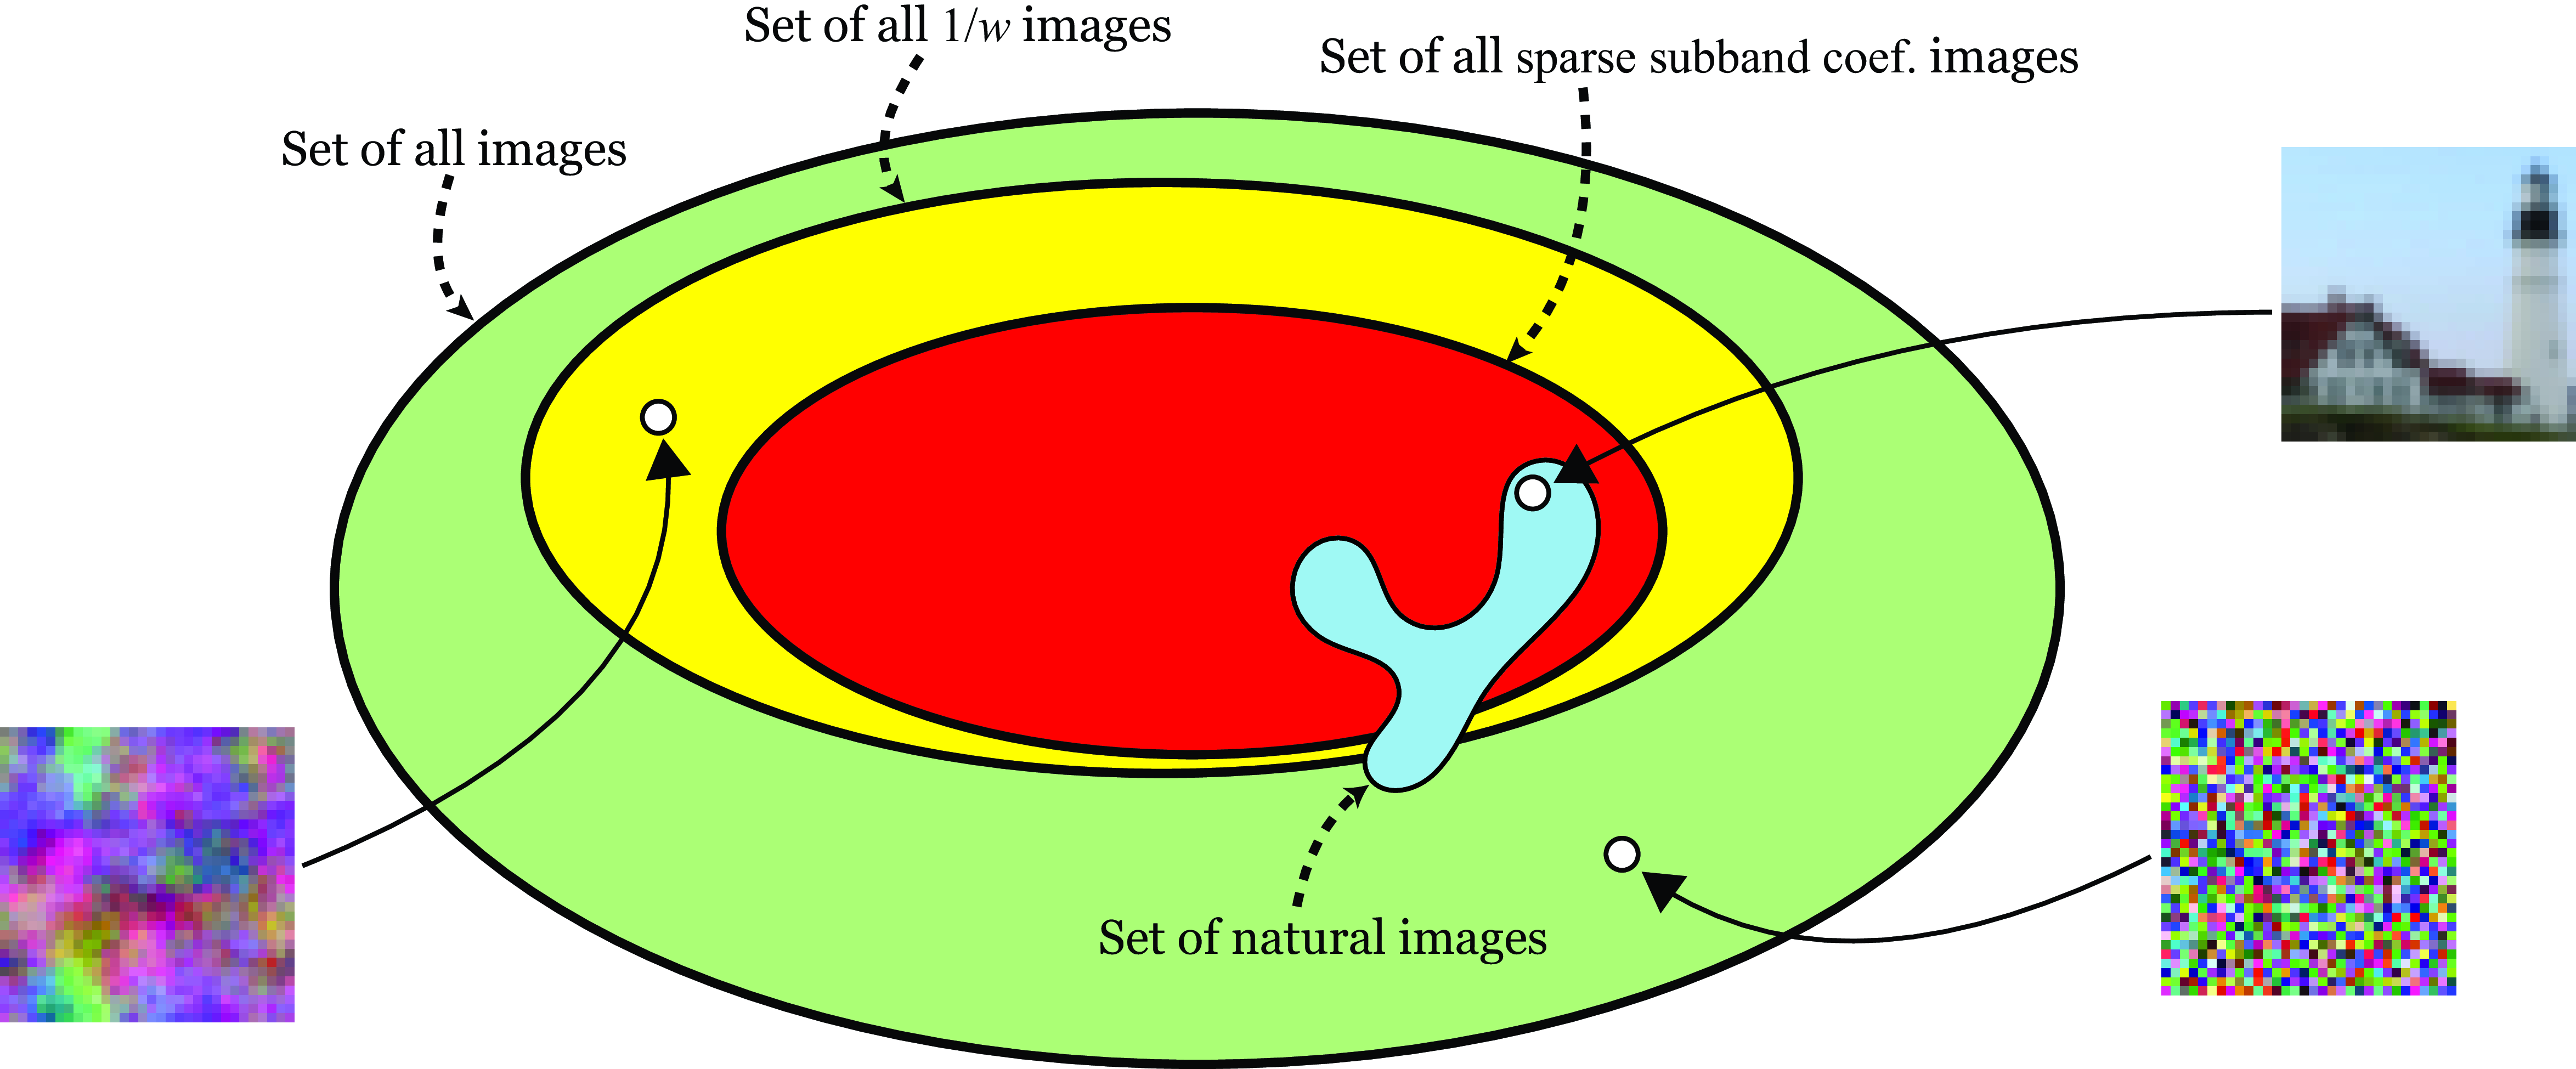 Set of all 1/w images
Set of all sparse subband coef. images
Set of all images
Set of natural images